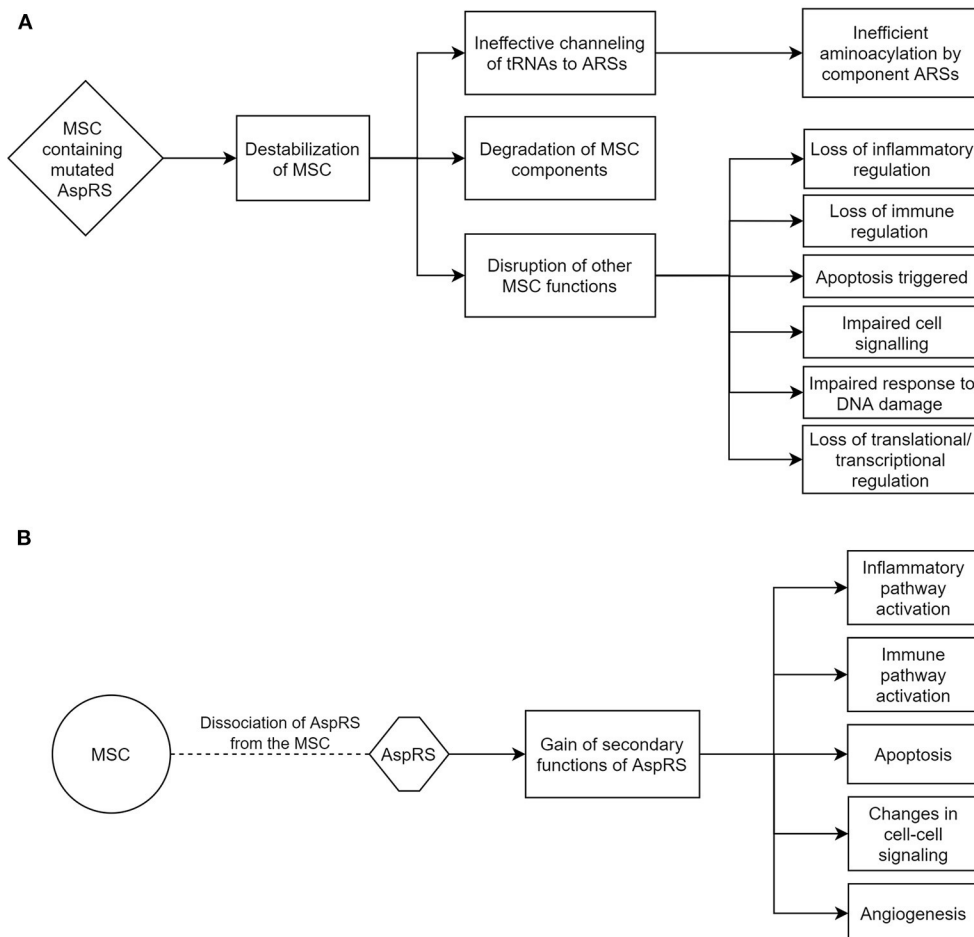 A
MSC
containing
mutated
AspRS
Destabilization
of MSC
Ineffective channeling
of tRNAs to ARSs
Inefficient
aminoacylation by
component ARSs
Degradation of MSC
components
Disruption of other
MSC functions
Loss of inflammatory
regulation
Loss of immune
regulation
Apoptosis triggered
Impaired cell
signalling
Impaired response to
DNA damage
Loss of translational/
transcriptional
regulation
B
MSC
Dissociation of AspRS
from the MSC
AspRS
Gain of secondary
functions of AspRS
Inflammatory
pathway
activation
Immune
pathway
activation
Apoptosis
Changes in
cell-cell
signaling
Angiogenesis